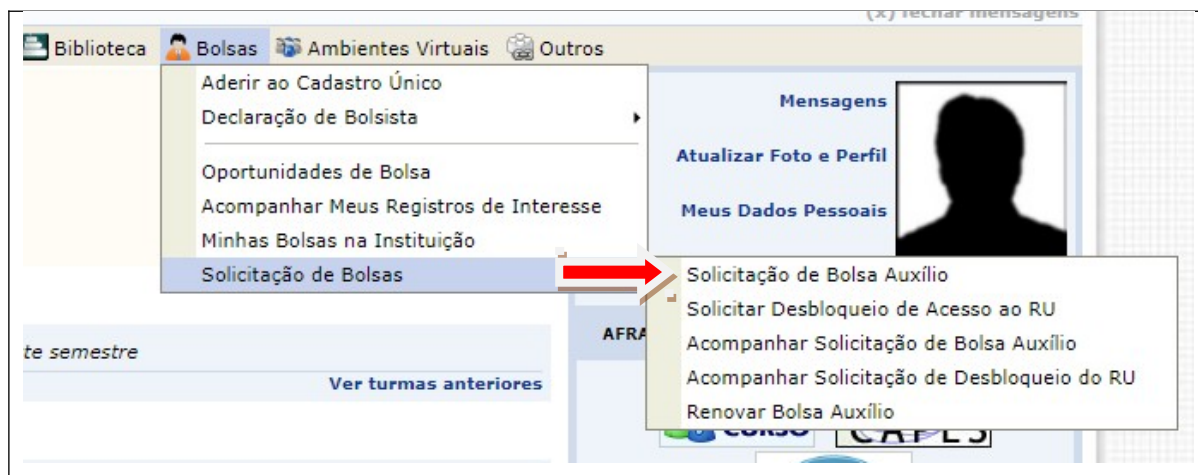 (x) fechar mensagens
Biblioteca Bolsas Ambientes Virtuais Outros
Aderir ao Cadastro Único
Declaração de Bolsista
Oportunidades de Bolsa
Acompanhar Meus Registros de Interesse
Minhas Bolsas na Instituição
Solicitação de Bolsas
Mensagens
Atualizar Foto e Perfil
Meus Dados Pessoais
Solicitação de Bolsa Auxílio
Solicitar Desbloqueio de Acesso ao RU
Acompanhar Solicitação de Bolsa Auxílio
Acompanhar Solicitação de Desbloqueio do RU
Renovar Bolsa Auxílio
te semestre
Ver turmas anteriores
AFRA
CURSO
CAPES